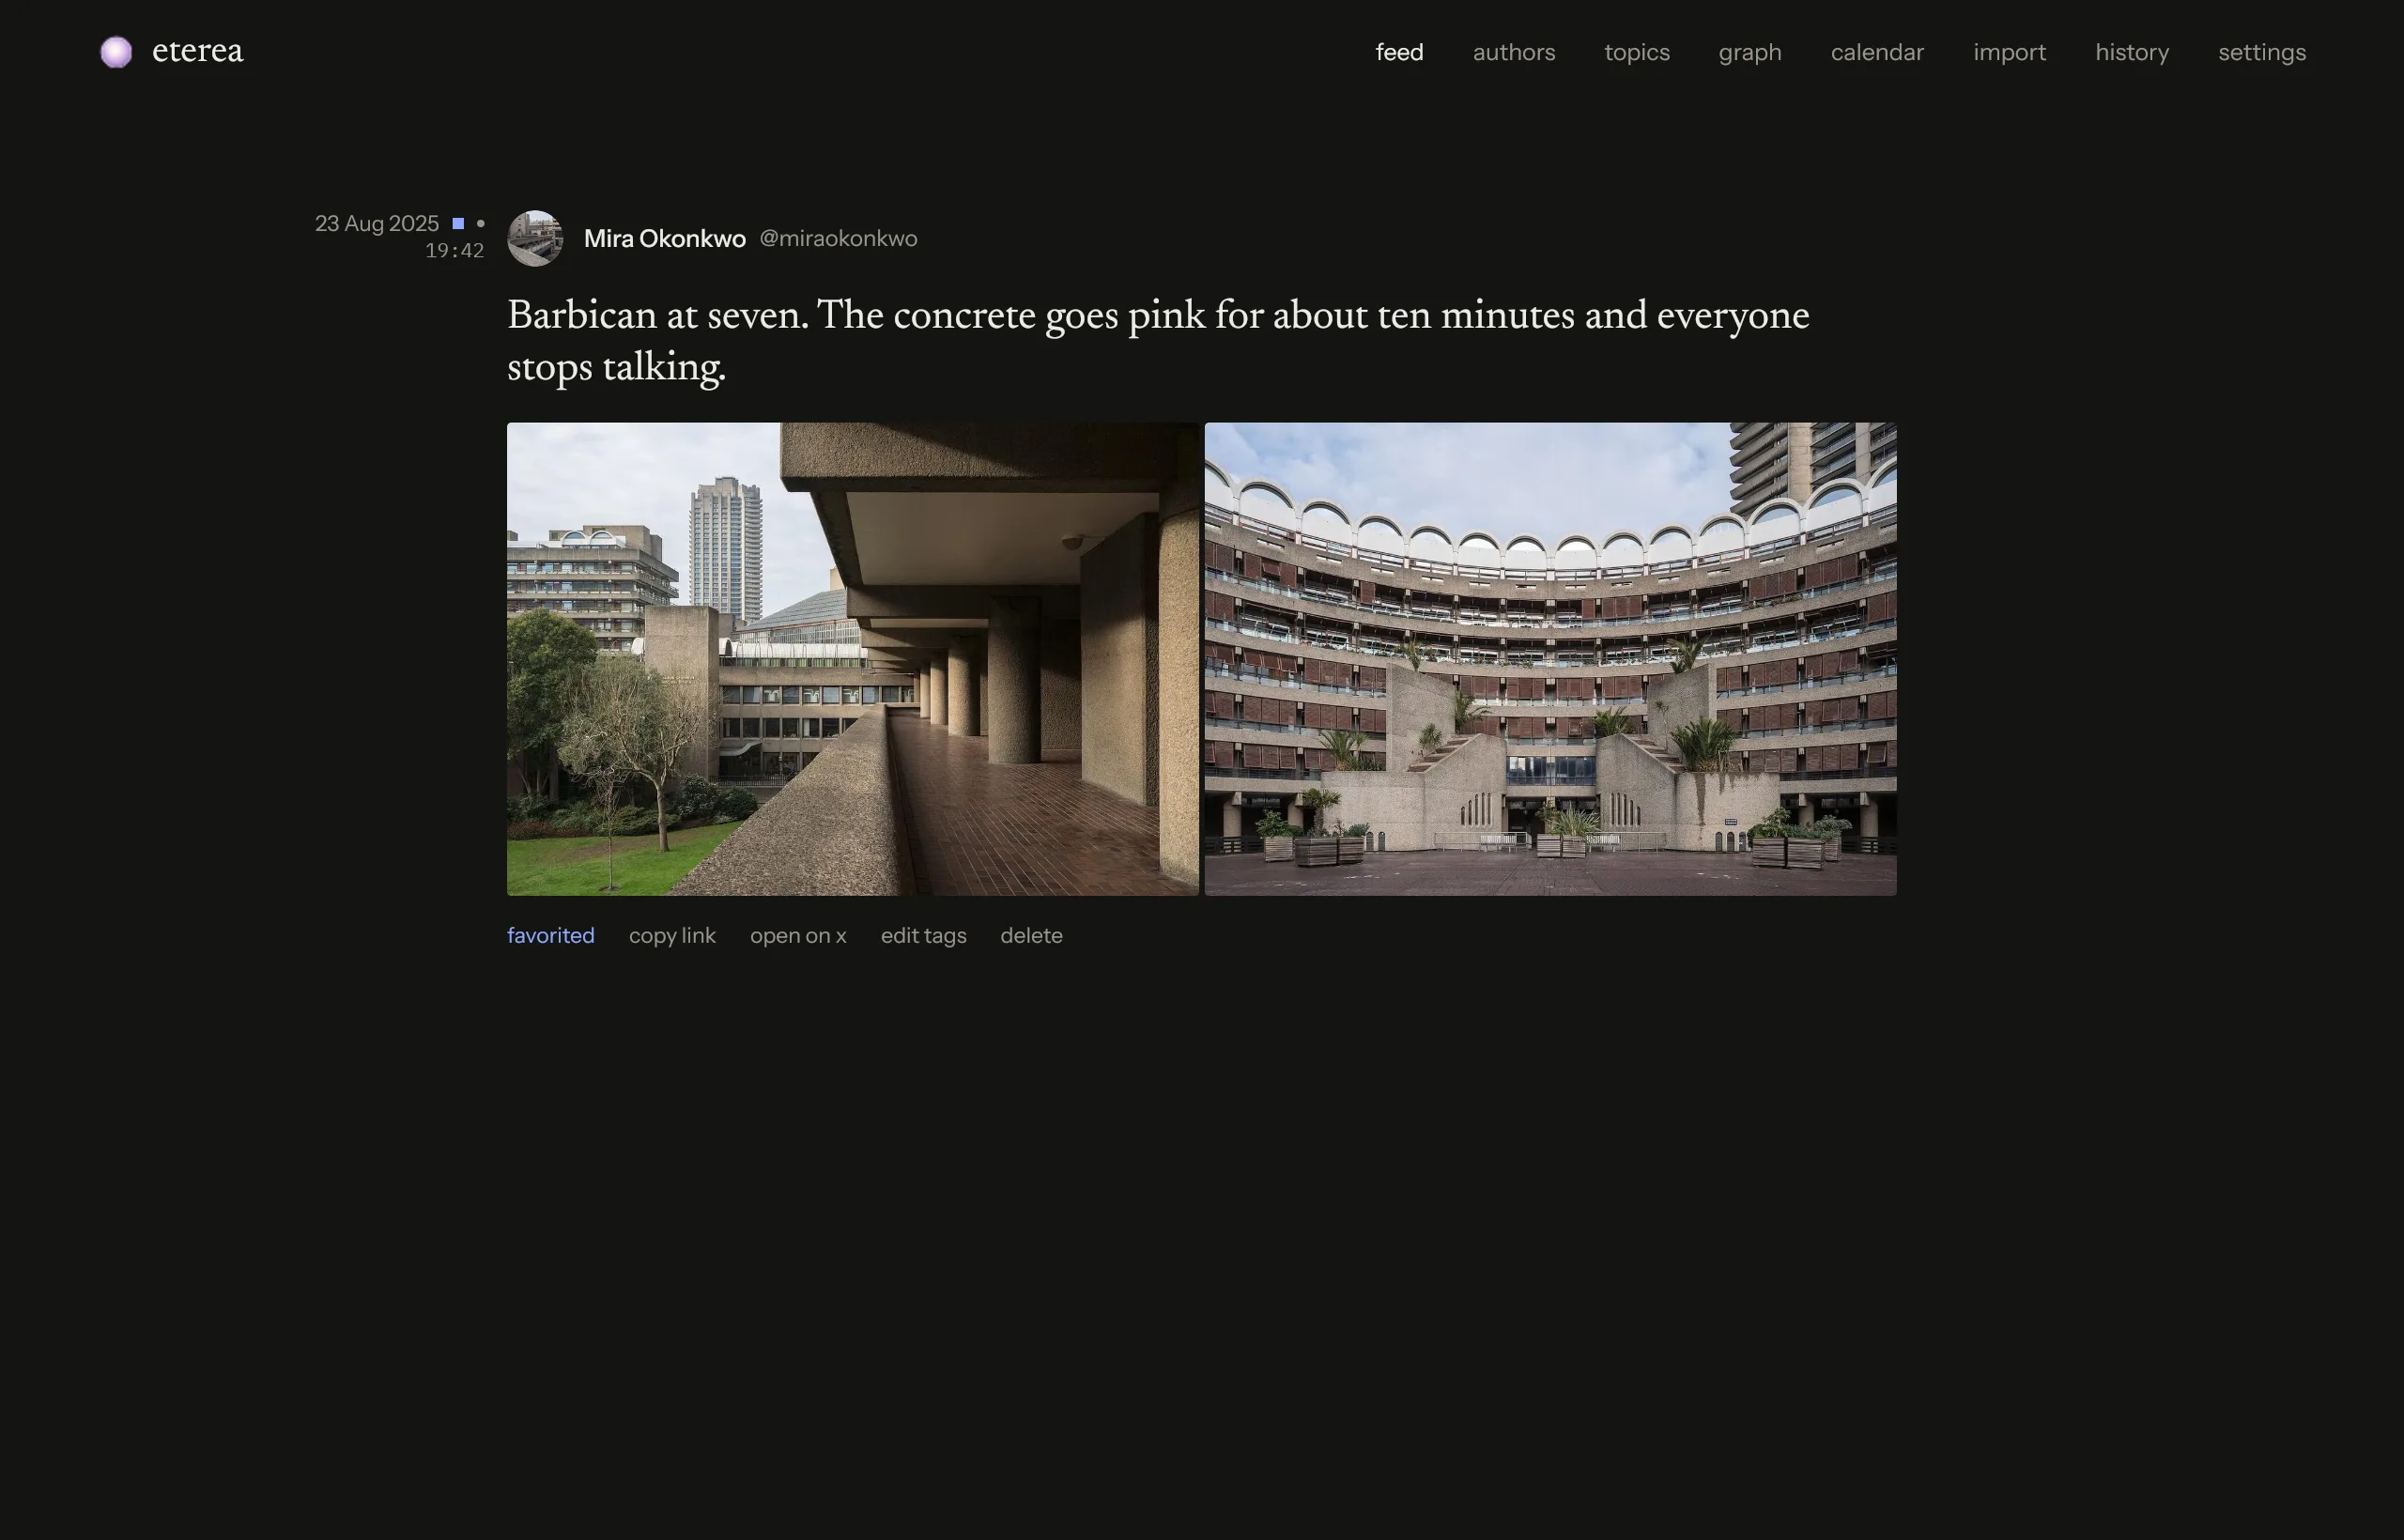 eterea
feed authors topics graph calendar import history settings
23 Aug 2025
19:42
Mira Okonkwo @miraokonkwo
Barbican at seven. The concrete goes pink for about ten minutes and everyone
stops talking.
favorited copy link open on x edit tags delete